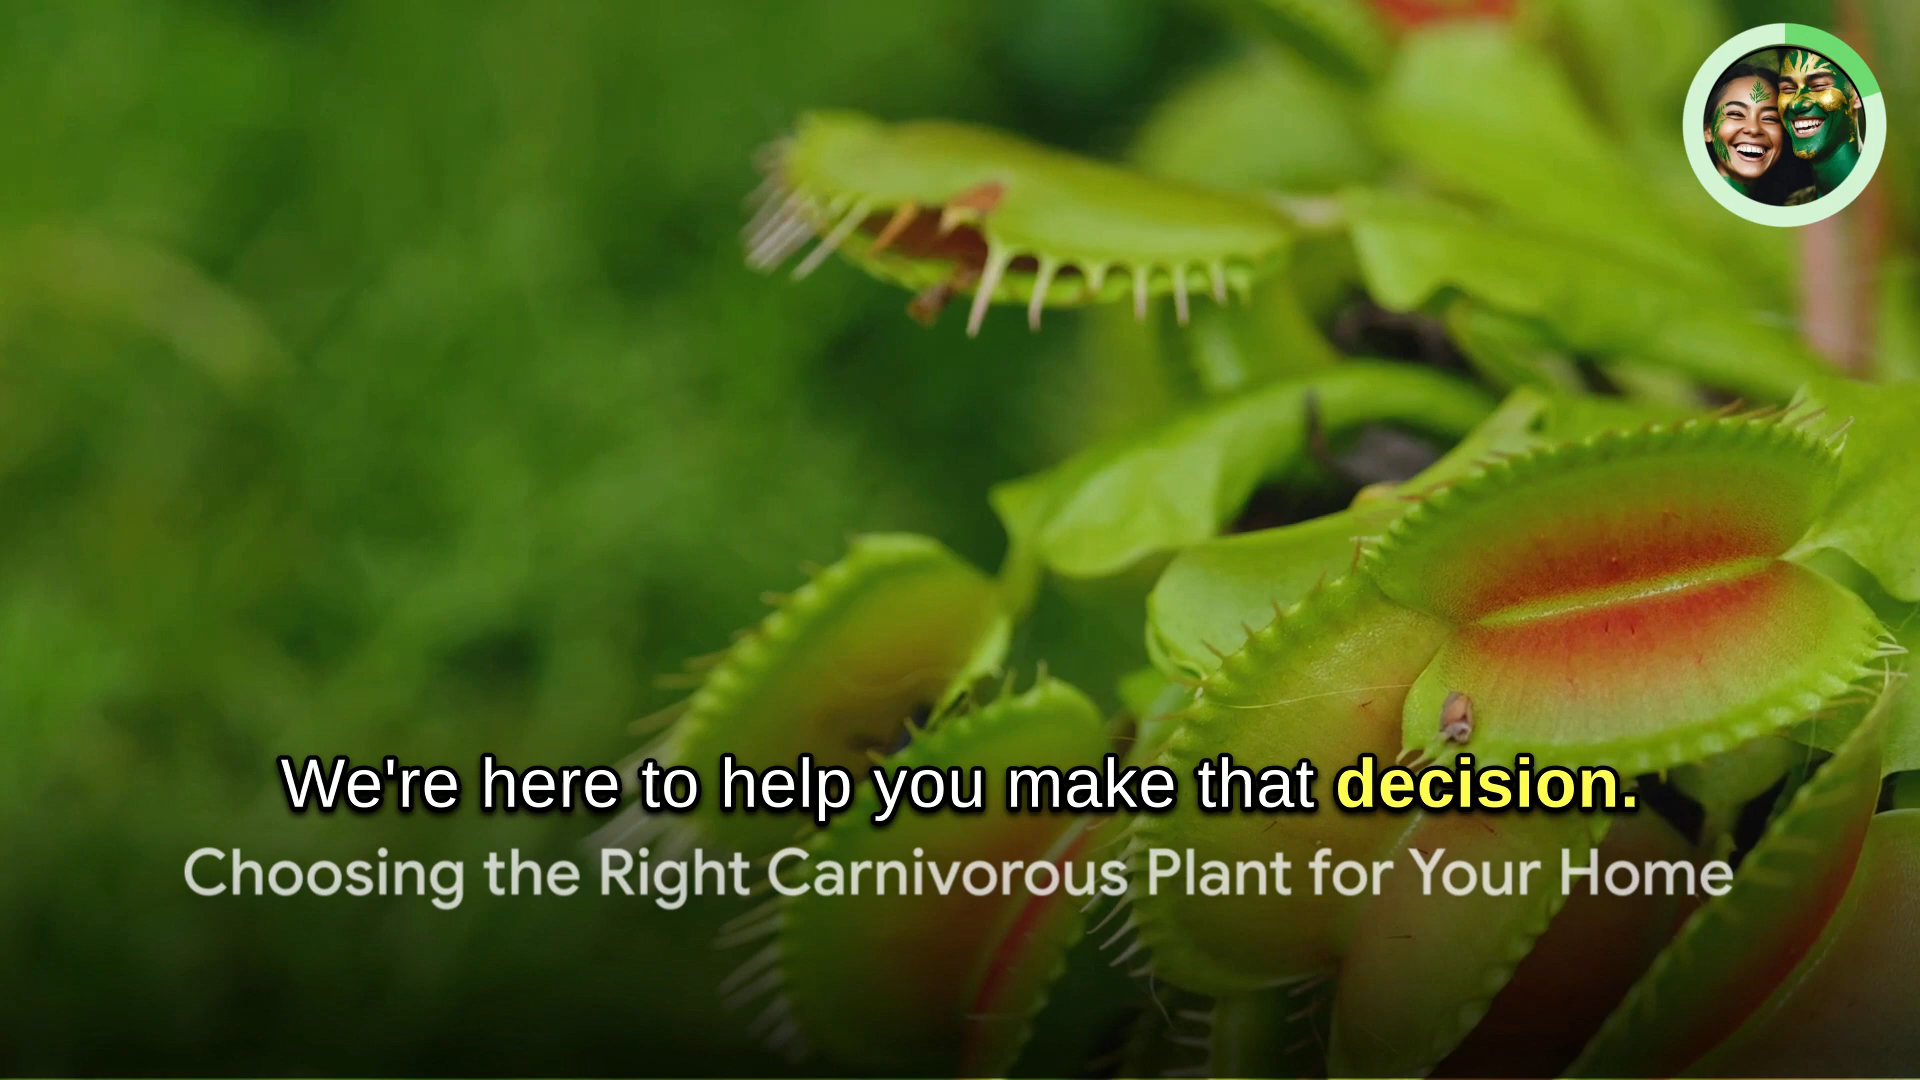 We're here to help you make that decision.
Choosing the Right Carnivorous Plant for Your Home